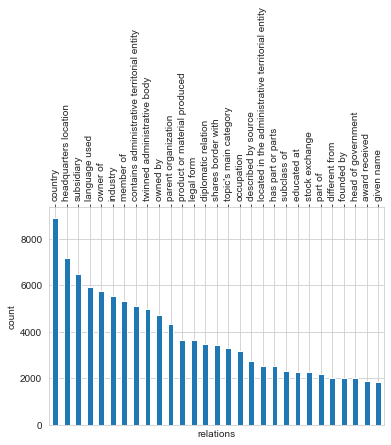 country
headquarters location
subsidiary
language used
owner of
industry
member of
contains administrative territorial entity
twinned administrative body
owned by
parent organization
product or material produced
legal form
diplomatic relation
shares border with
topic's main category
occupation
described by source
located in the administrative territorial entity
has part or parts
subclass of
educated at
stock exchange
part of
different from
founded by
head of government
award received
given name
8000
6000
4000
2000
0
count
relations